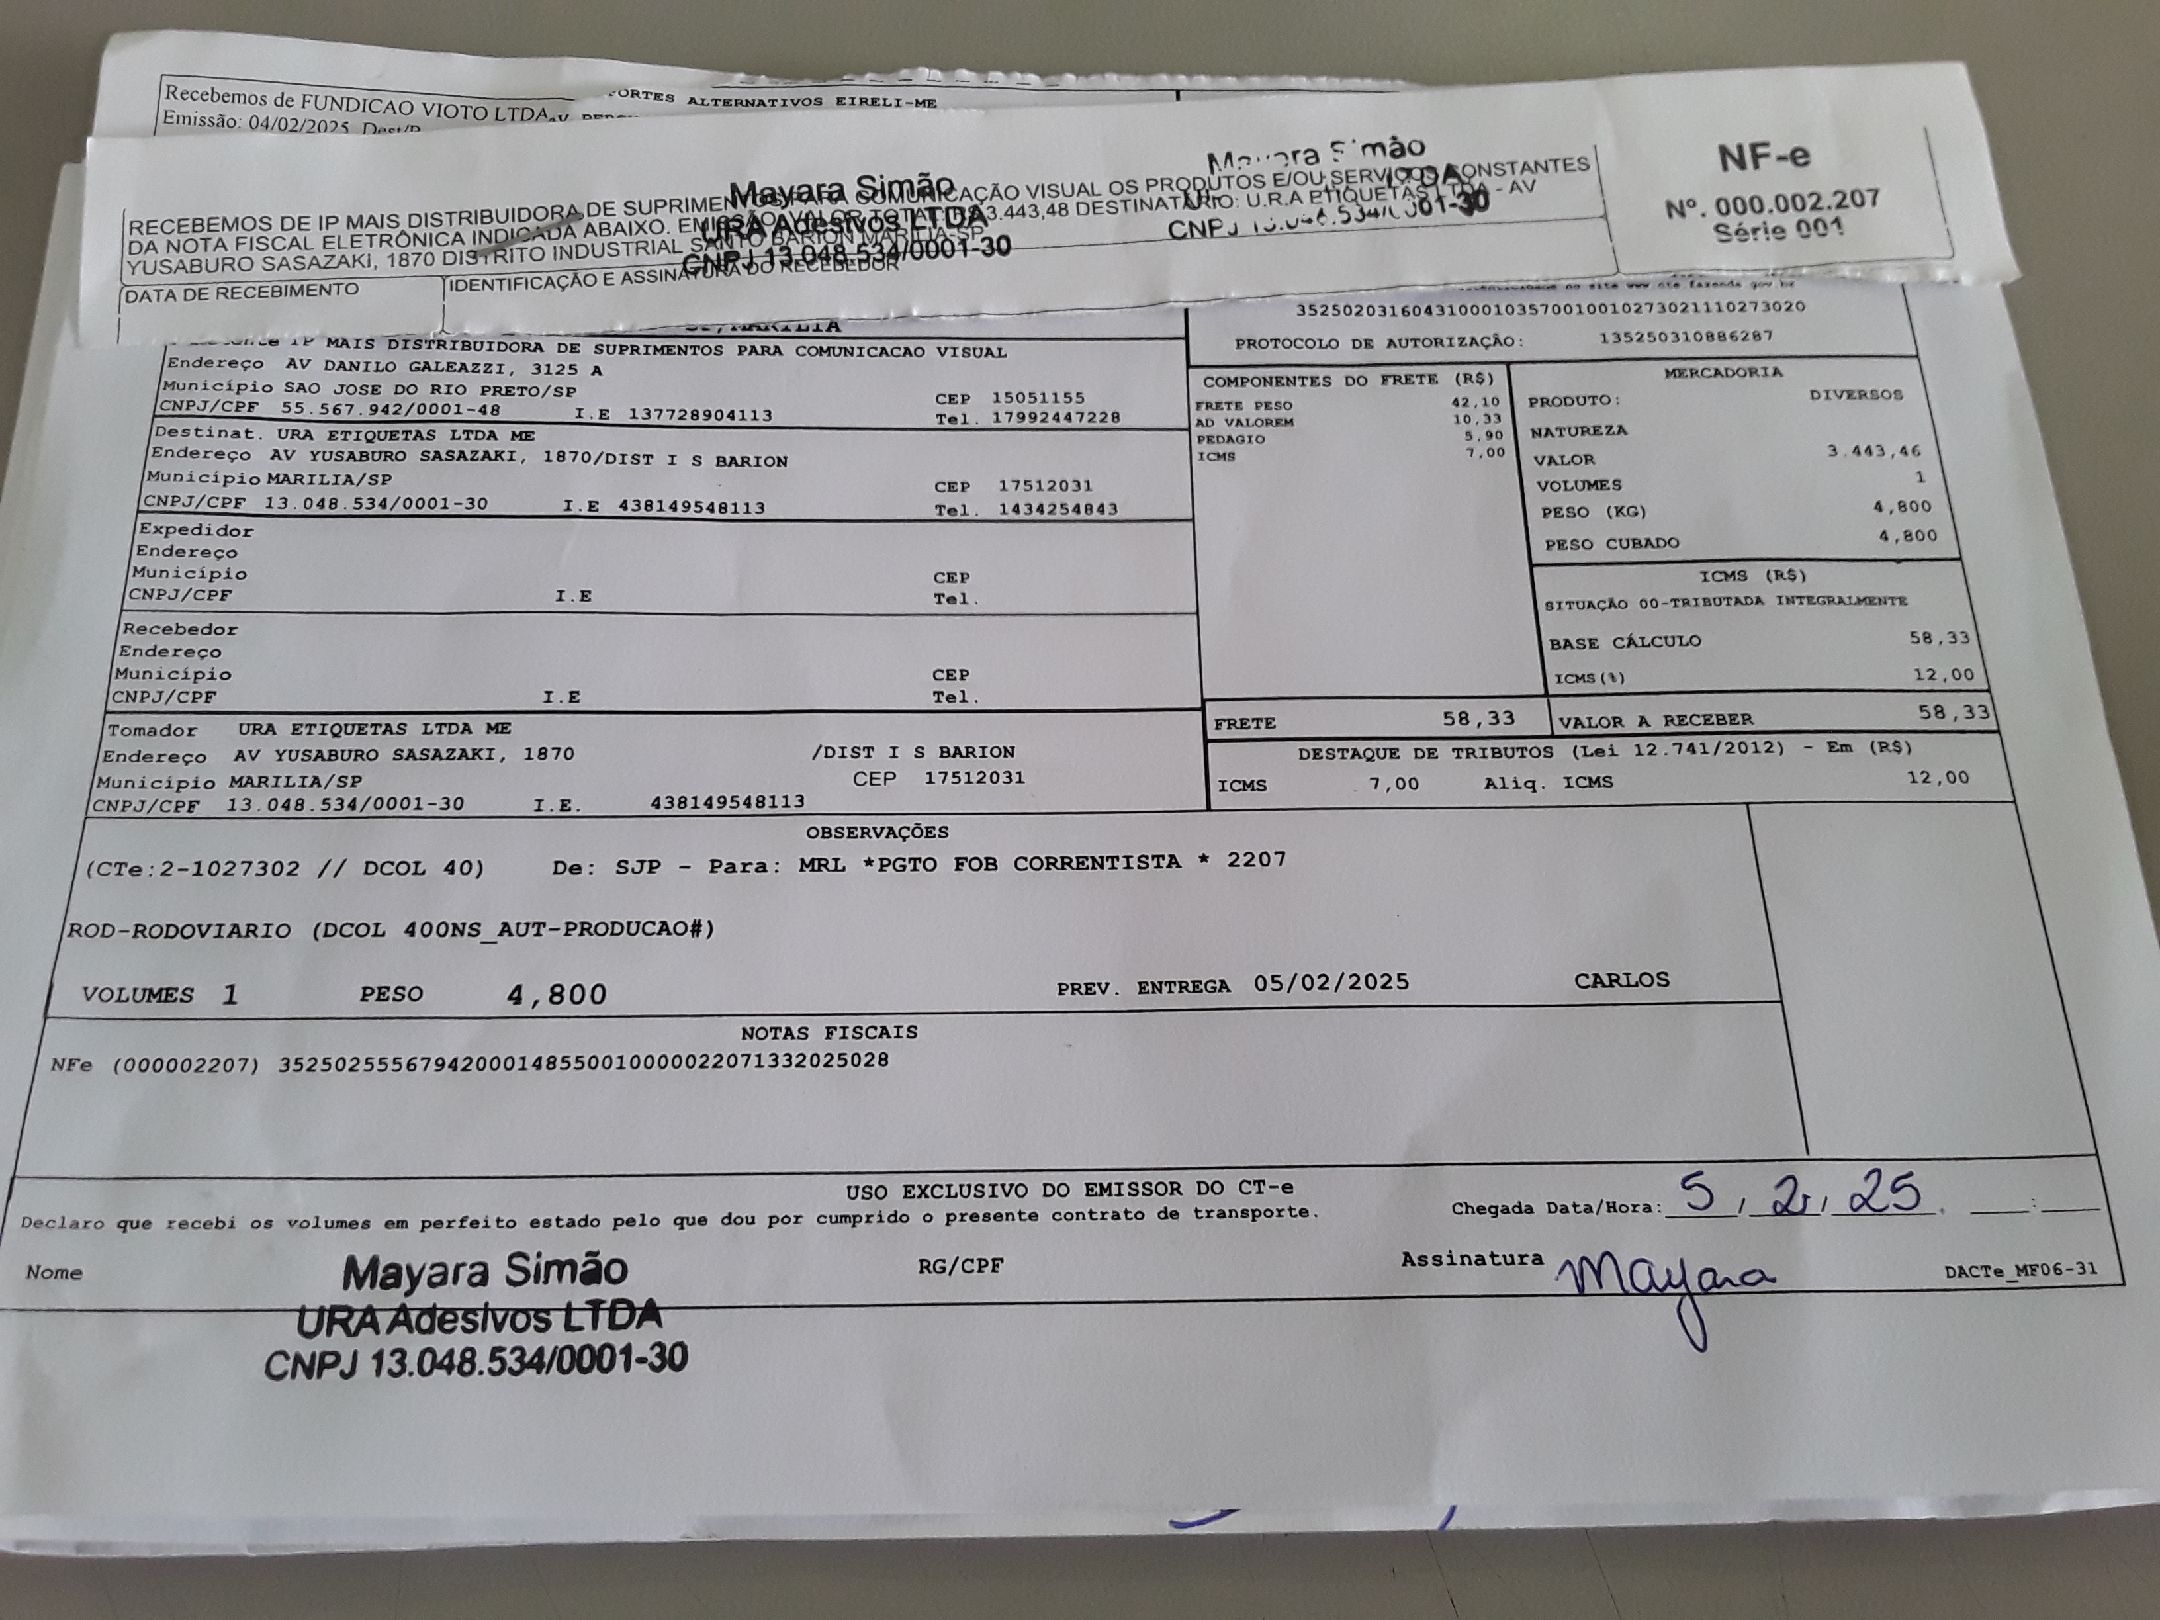 Recebemos de FUNDICAO VIOTO LTDA
Emissão: 04/02/2025
ALTERNATIVOS EIRELI-ME
Mayara Simão
URA Adesivos LTDA
CNPJ 13.048.534/0001-30
RECEBEMOS DE IP MAIS DISTRIBUIDORA DE SUPRIMENTOS PARA COMUNICAÇÃO VISUAL OS PRODUTOS E/OU SERVIÇOS CONSTANTES
DA NOTA FISCAL ELETRÔNICA INDICADA ABAIXO. EMISSÃO: VALOR TOTAL: 3.443,48 DESTINATÁRIO: U.R.A ETIQUETAS LTDA - AV
YUSABURO SASAZAKI, 1870 DISTRITO INDUSTRIAL SANTO BARION MARILIA-SP
DATA DE RECEBIMENTO
IDENTIFICAÇÃO E ASSINATURA DO RECEBEDOR
NF-e
Nº. 000.002.207
Série 001
35250203160431000103570010010273021110273020
PROTOCOLO DE AUTORIZAÇÃO: 135250310886287
IP MAIS DISTRIBUIDORA DE SUPRIMENTOS PARA COMUNICACAO VISUAL
Endereço AV DANILO GALEAZZI, 3125 A
Município SAO JOSE DO RIO PRETO/SP CEP 15051155
CNPJ/CPF 55.567.942/0001-48 I.E 137728904113 Tel. 17992447228
Destinat. URA ETIQUETAS LTDA ME
Endereço AV YUSABURO SASAZAKI, 1870/DIST I S BARION
Município MARILIA/SP CEP 17512031
CNPJ/CPF 13.048.534/0001-30 I.E 438149548113 Tel. 1434254843
Expedidor
Endereço
Município CEP
CNPJ/CPF I.E Tel.
Recebedor
Endereço
Município CEP
CNPJ/CPF I.E Tel.
Tomador URA ETIQUETAS LTDA ME
Endereço AV YUSABURO SASAZAKI, 1870 /DIST I S BARION
Município MARILIA/SP CEP 17512031
CNPJ/CPF 13.048.534/0001-30 I.E. 438149548113
COMPONENTES DO FRETE (R$)
FRETE PESO 42,10
AD VALOREM 10,33
PEDAGIO 5,90
ICMS 7,00
MERCADORIA
PRODUTO: DIVERSOS
NATUREZA
VALOR 3.443,46
VOLUMES 1
PESO (KG) 4,800
PESO CUBADO 4,800
ICMS (R$)
SITUAÇÃO 00-TRIBUTADA INTEGRALMENTE
BASE CÁLCULO 58,33
ICMS(%) 12,00
FRETE 58,33 VALOR A RECEBER 58,33
DESTAQUE DE TRIBUTOS (Lei 12.741/2012) - Em (R$)
ICMS 7,00 Aliq. ICMS 12,00
OBSERVAÇÕES
(CTe:2-1027302 // DCOL 40) De: SJP - Para: MRL *PGTO FOB CORRENTISTA * 2207
ROD-RODOVIARIO (DCOL 400NS_AUT-PRODUCAO#)
VOLUMES 1 PESO 4,800 PREV. ENTREGA 05/02/2025 CARLOS
NOTAS FISCAIS
NFe (000002207) 35250255567942000148550010000022071332025028
USO EXCLUSIVO DO EMISSOR DO CT-e
Declaro que recebi os volumes em perfeito estado pelo que dou por cumprido o presente contrato de transporte.
Chegada Data/Hora: 5/2/25 :
Nome RG/CPF Assinatura Mayara DACTe_MF06-31
Mayara Simão
URA Adesivos LTDA
CNPJ 13.048.534/0001-30